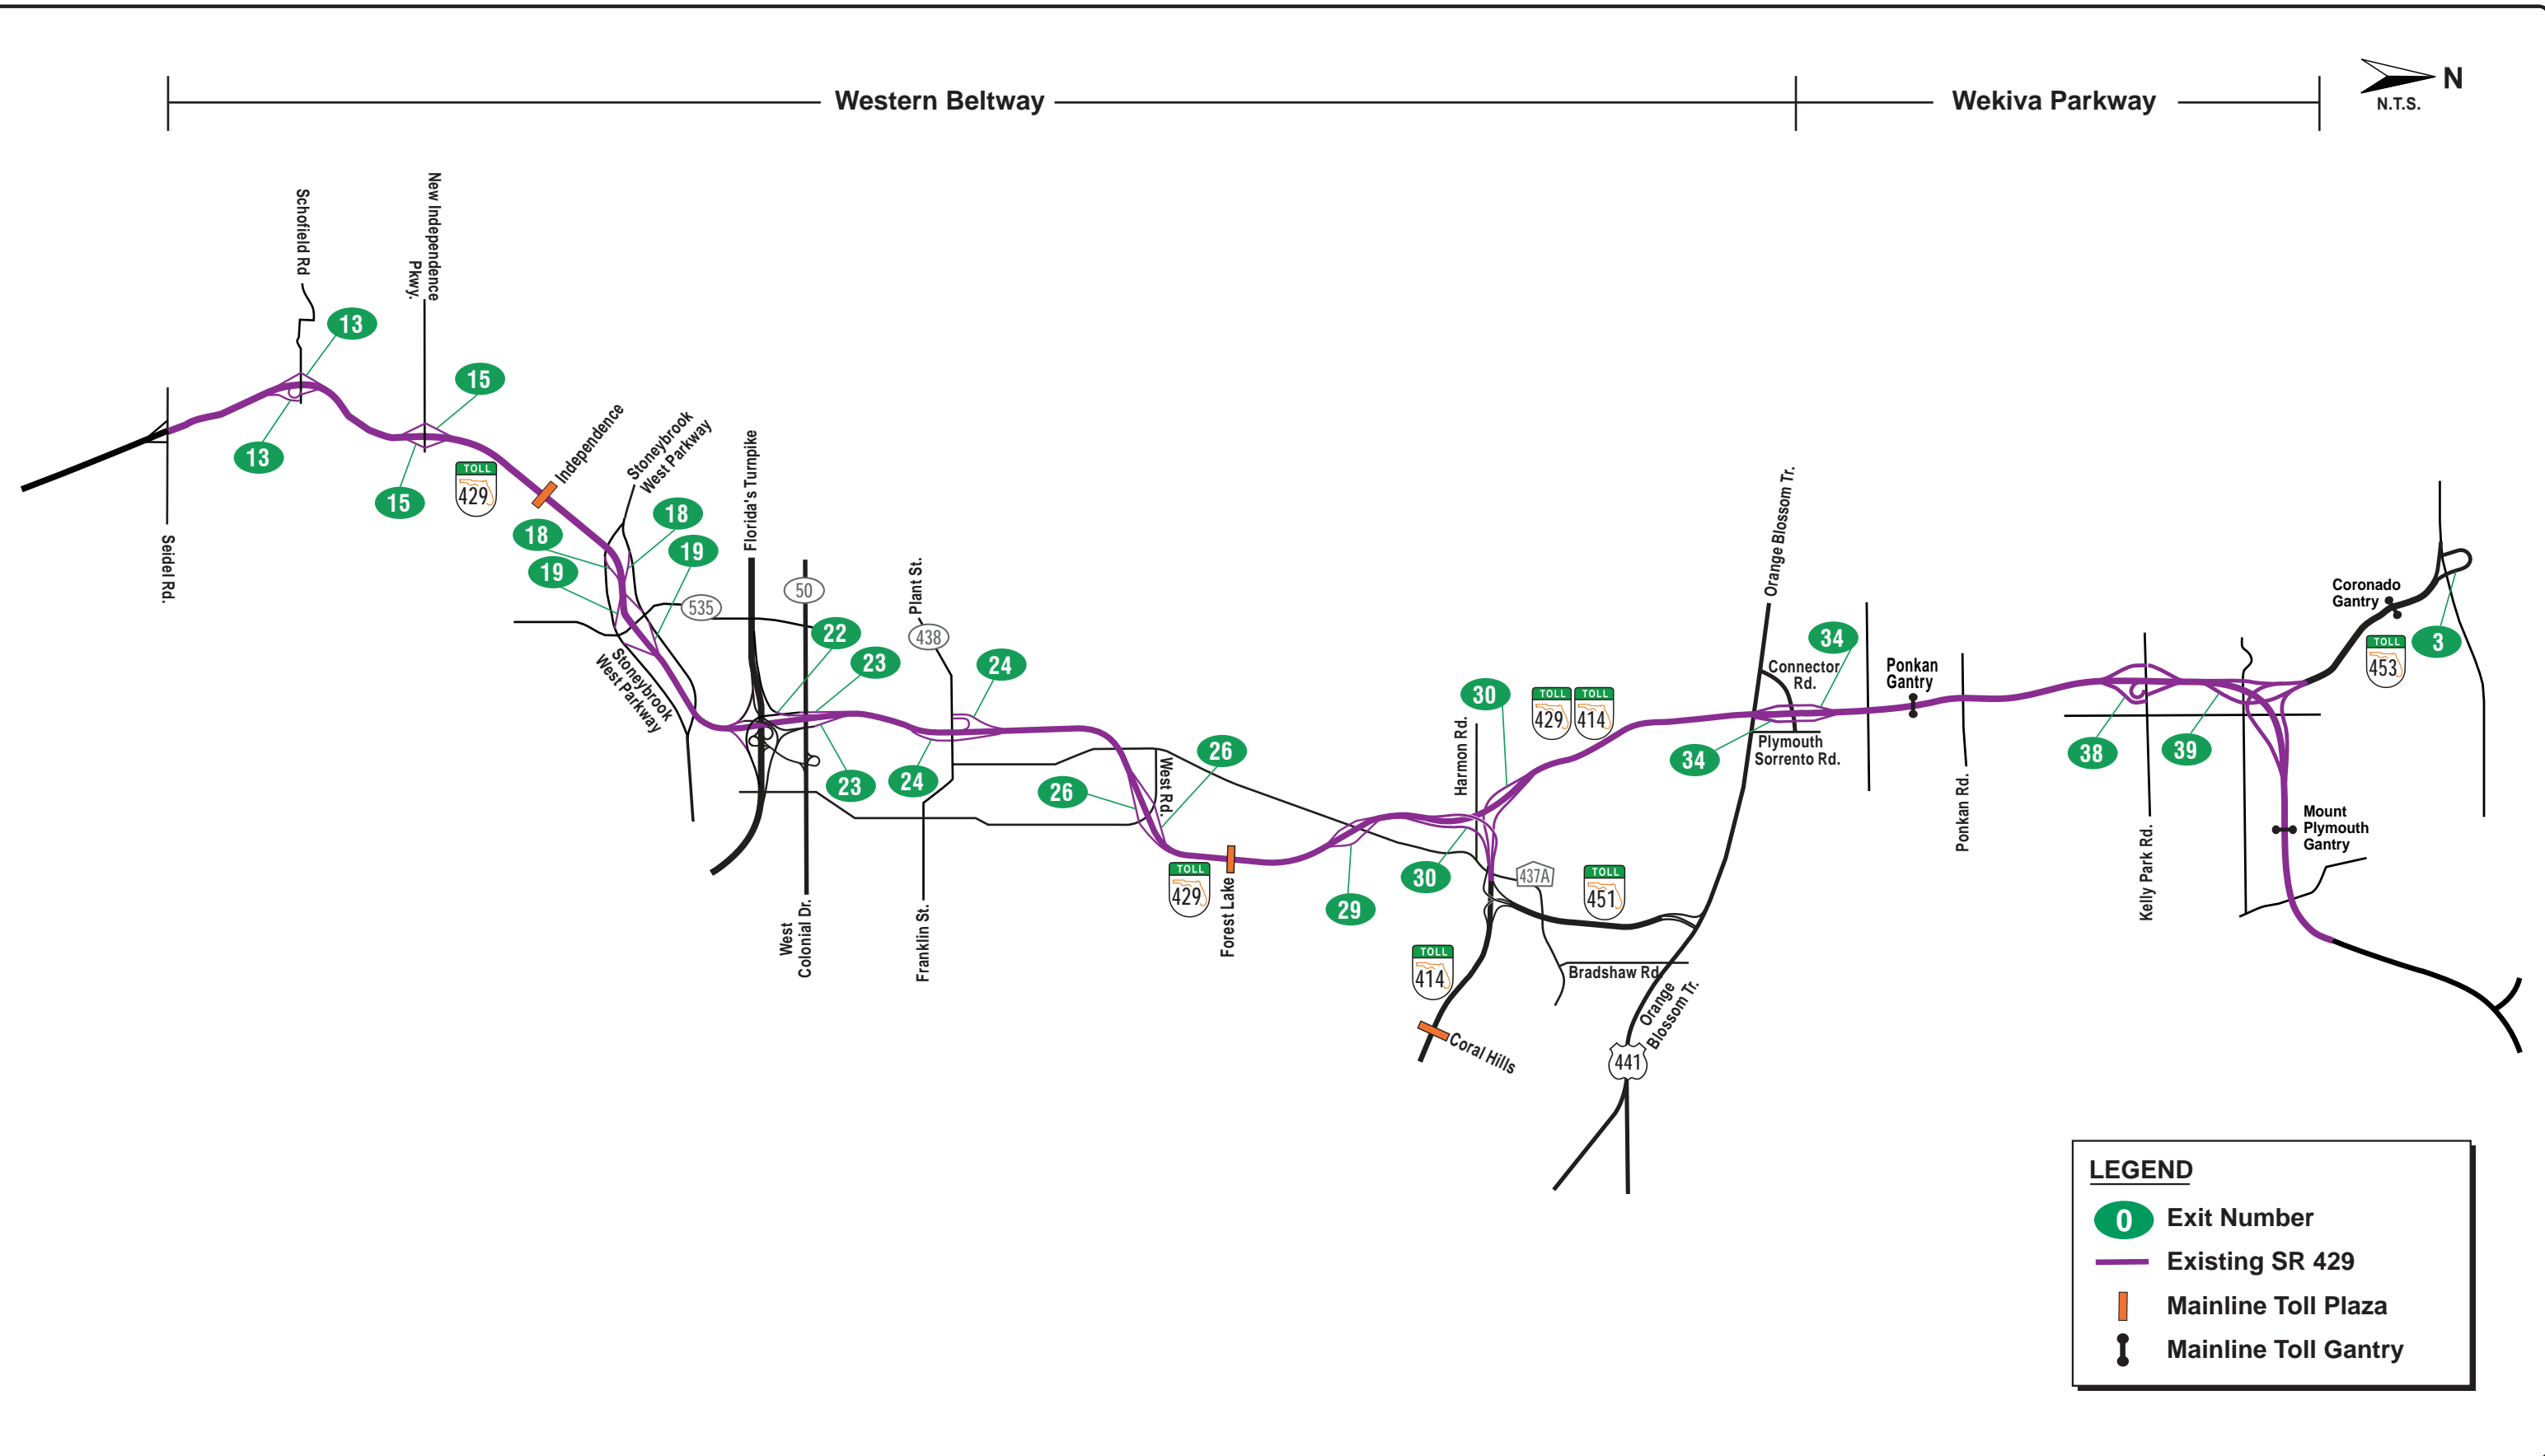 Western Beltway
Wekiva Parkway
N
N.T.S.
Schofield Rd
New Independence
Pkwy.
13
13
15
15
TOLL
429
Seidel Rd.
Independence
Stoneybrook
West Parkway
18
18
19
19
535
Florida's Turnpike
50
Stoneybrook
West Parkway
22
23
23
West
Colonial Dr.
Plant St.
438
24
24
Franklin St.
26
26
West Rd.
TOLL
429
Forest Lake
29
30
30
Harmon Rd.
TOLL
429
TOLL
414
437A
TOLL
451
TOLL
414
Coral Hills
Bradshaw Rd.
Orange
Blossom Tr.
441
Orange Blossom Tr.
34
34
Connector
Rd.
Plymouth
Sorrento Rd.
Ponkan
Gantry
Ponkan Rd.
38
39
Kelly Park Rd.
Coronado
Gantry
TOLL
453
3
Mount
Plymouth
Gantry
LEGEND
0 Exit Number
Existing SR 429
Mainline Toll Plaza
Mainline Toll Gantry